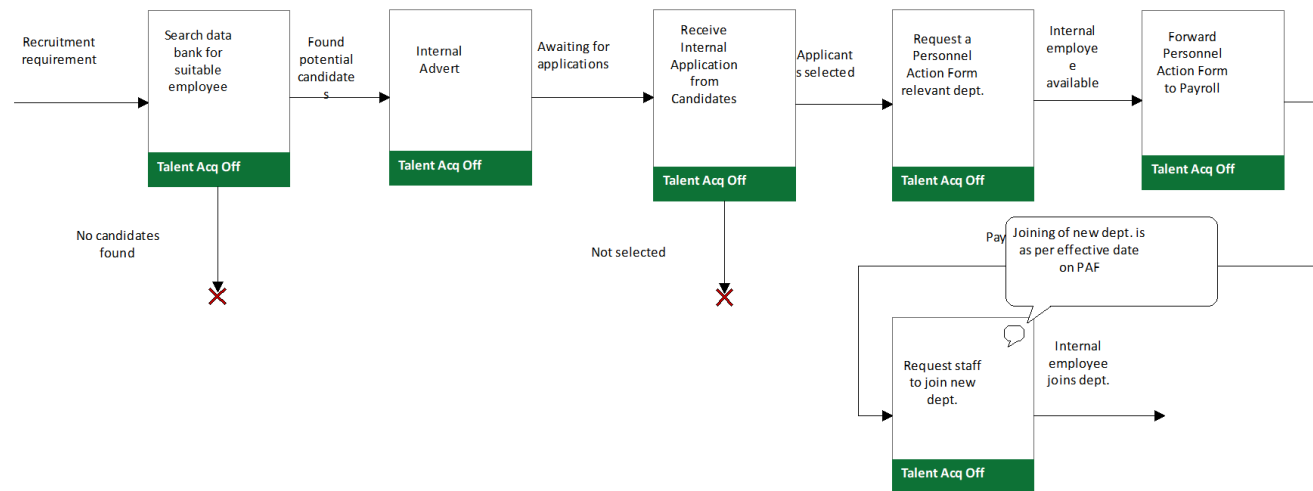 Recruitment
requirement
Search data
bank for
suitable
employee
Talent Acq Off
Found
potential
candidate
s
Internal
Advert
Talent Acq Off
Awaiting for
applications
Receive
Internal
Application
from
Candidates
Talent Acq Off
Applicant
s selected
Request a
Personnel
Action Form
relevant dept.
Talent Acq Off
Internal
employe
e
available
Forward
Personnel
Action Form
to Payroll
Talent Acq Off
No candidates
found
Not selected
Pay
Joining of new dept. is
as per effective date
on PAF
Request staff
to join new
dept.
Talent Acq Off
Internal
employee
joins dept.